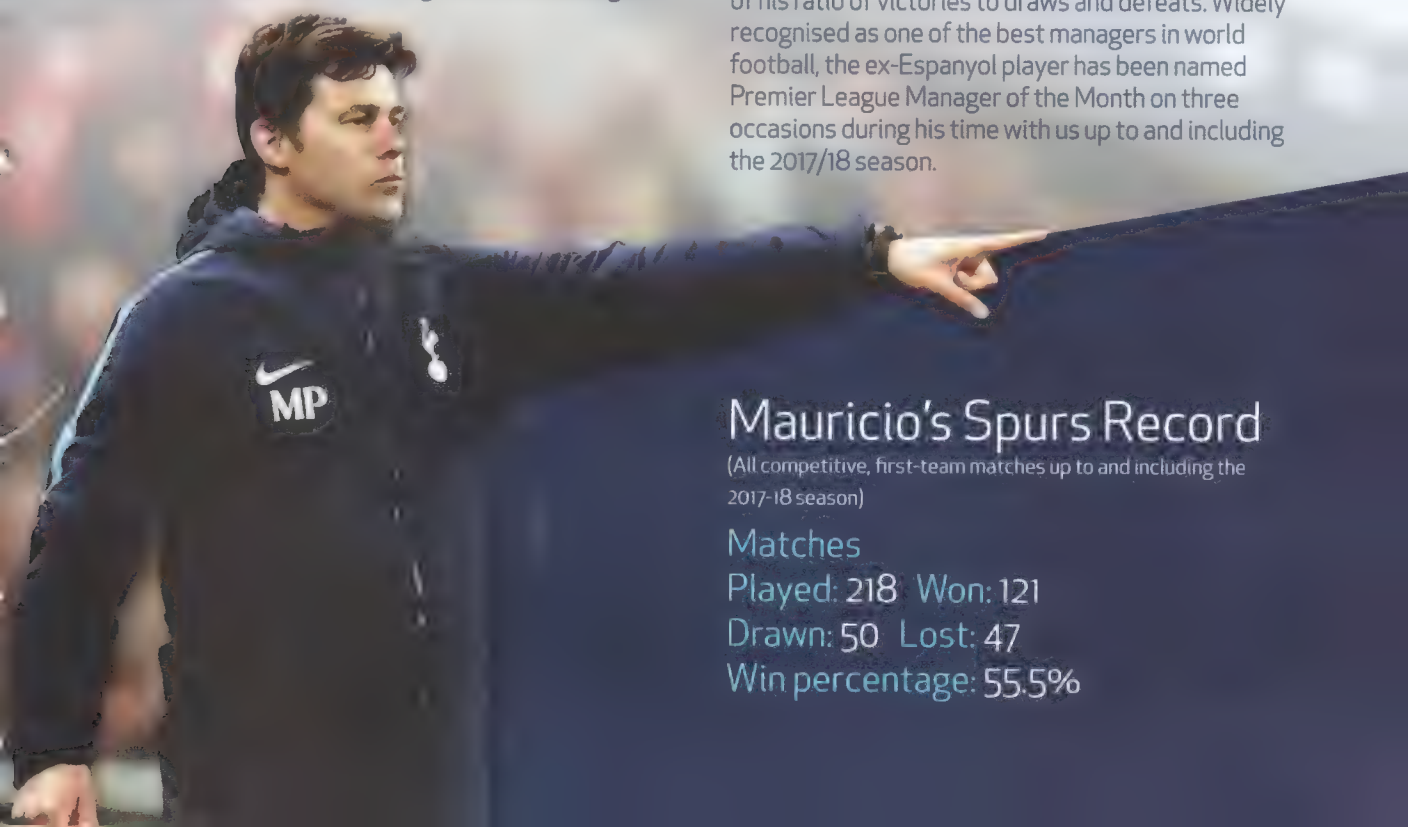 of his ratio of victories to draws and defeats. Widely
recognised as one of the best managers in world
football, the ex-Espanyol player has been named
Premier League Manager of the Month on three
occasions during his time with us up to and including
the 2017/18 season.
MP
Mauricio's Spurs Record
(All competitive, first-team matches up to and including the
2017-18 season)
Matches
Played: 218 Won: 121
Drawn: 50 Lost: 47
Win percentage: 55.5%